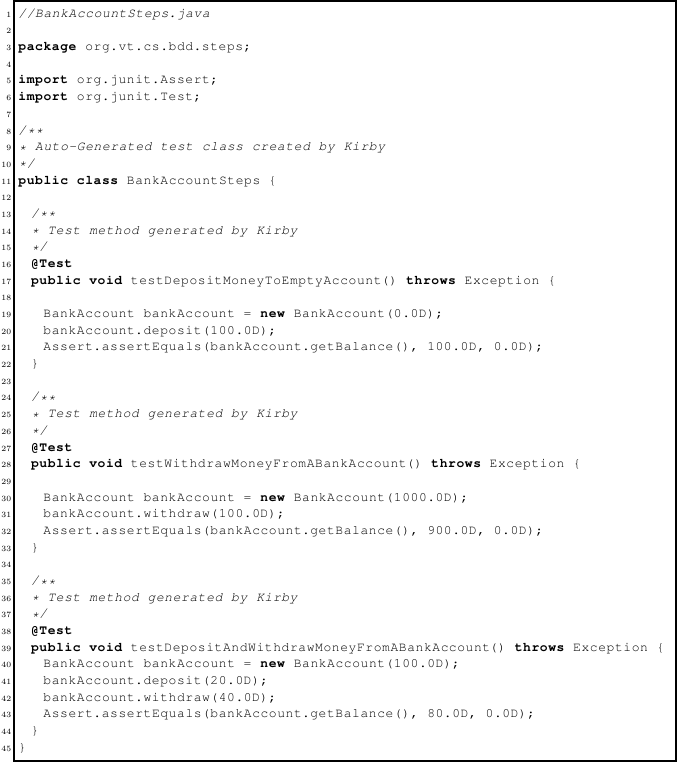 1 //BankAccountSteps.java
2
3 package org.vt.cs.bdd.steps;
4
5 import org.junit.Assert;
6 import org.junit.Test;
7
8 /**
9 * Auto-Generated test class created by Kirby
10 */
11 public class BankAccountSteps {
12
13 /**
14 * Test method generated by Kirby
15 */
16 @Test
17 public void testDepositMoneyToEmptyAccount() throws Exception {
18
19 BankAccount bankAccount = new BankAccount(0.0D);
20 bankAccount.deposit(100.0D);
21 Assert.assertEquals(bankAccount.getBalance(), 100.0D, 0.0D);
22 }
23
24 /**
25 * Test method generated by Kirby
26 */
27 @Test
28 public void testWithdrawMoneyFromABankAccount() throws Exception {
29
30 BankAccount bankAccount = new BankAccount(1000.0D);
31 bankAccount.withdraw(100.0D);
32 Assert.assertEquals(bankAccount.getBalance(), 900.0D, 0.0D);
33 }
34
35 /**
36 * Test method generated by Kirby
37 */
38 @Test
39 public void testDepositAndWithdrawMoneyFromABankAccount() throws Exception {
40 BankAccount bankAccount = new BankAccount(100.0D);
41 bankAccount.deposit(20.0D);
42 bankAccount.withdraw(40.0D);
43 Assert.assertEquals(bankAccount.getBalance(), 80.0D, 0.0D);
44 }
45 }